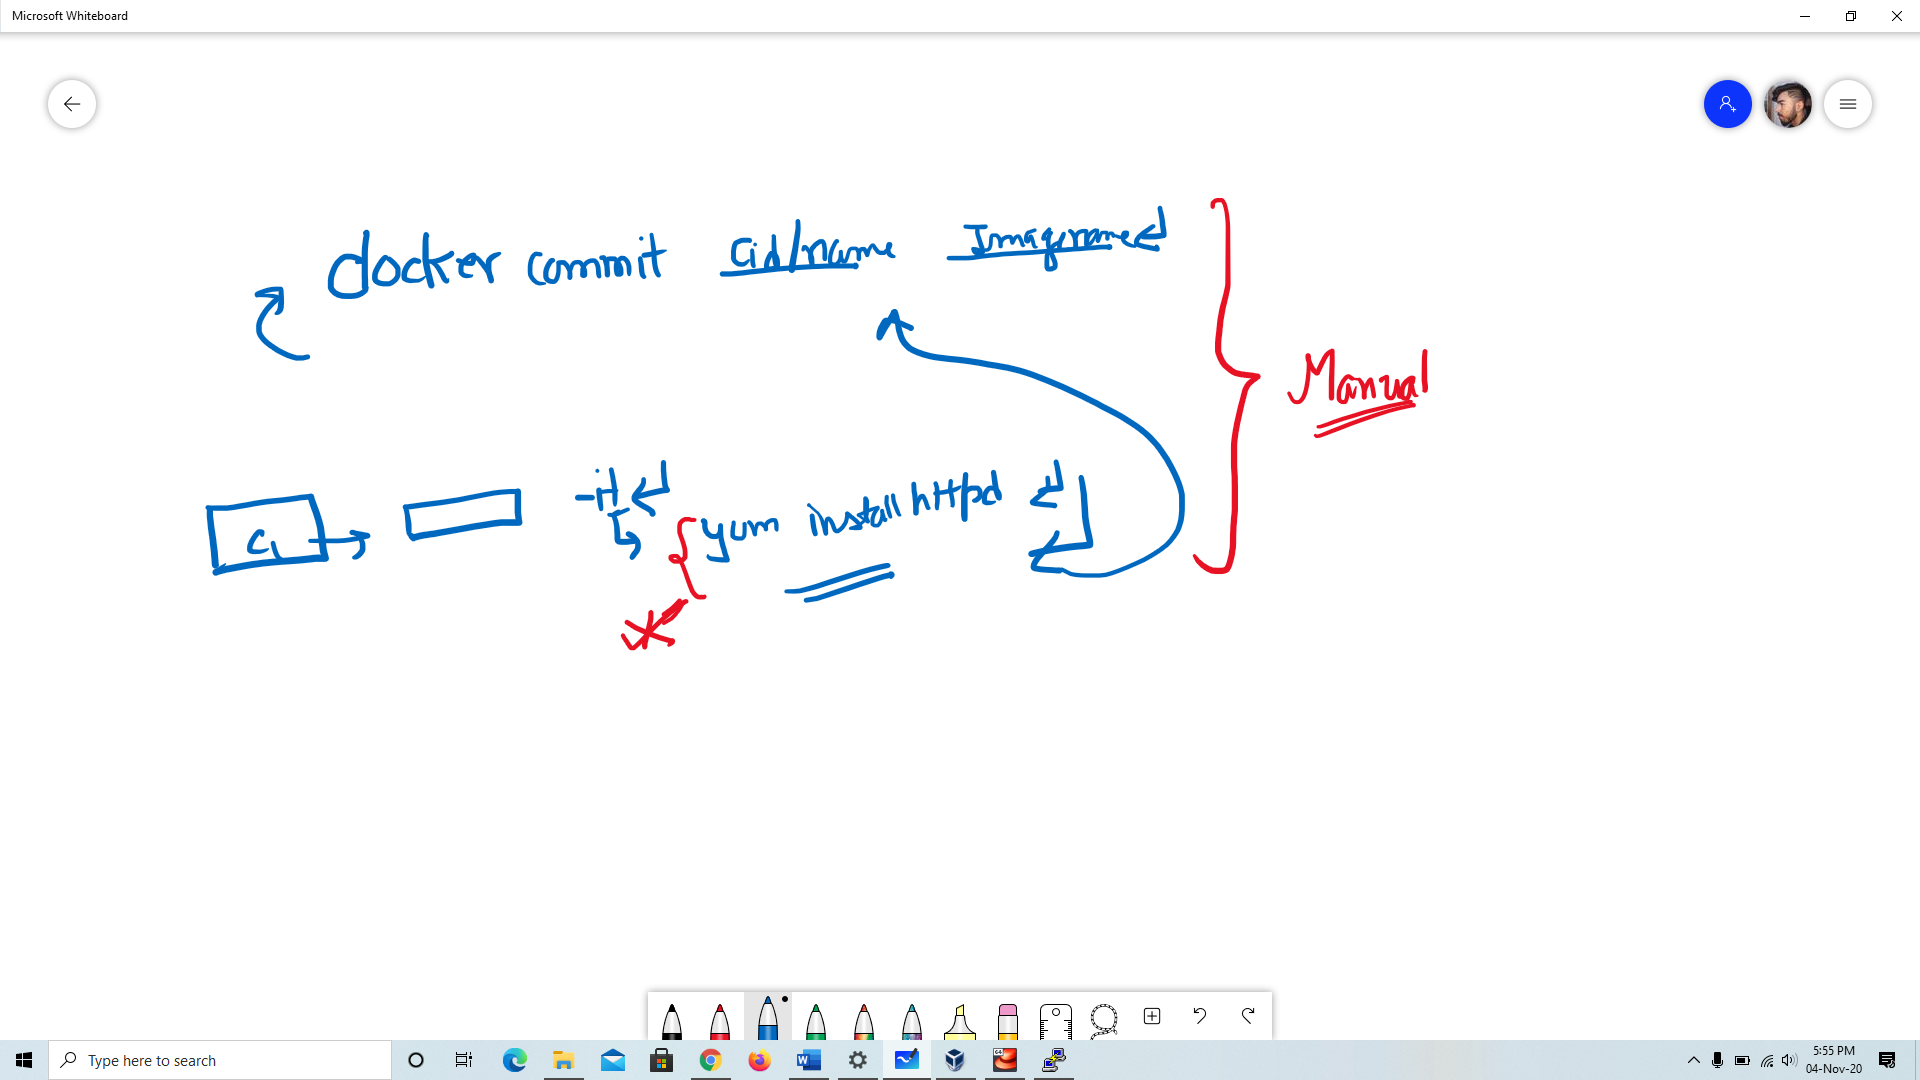 Microsoft Whiteboard
docker commit Cid/name Imagename
Manual
C1
-it
yum install httpd
Type here to search
5:55 PM
04-Nov-20